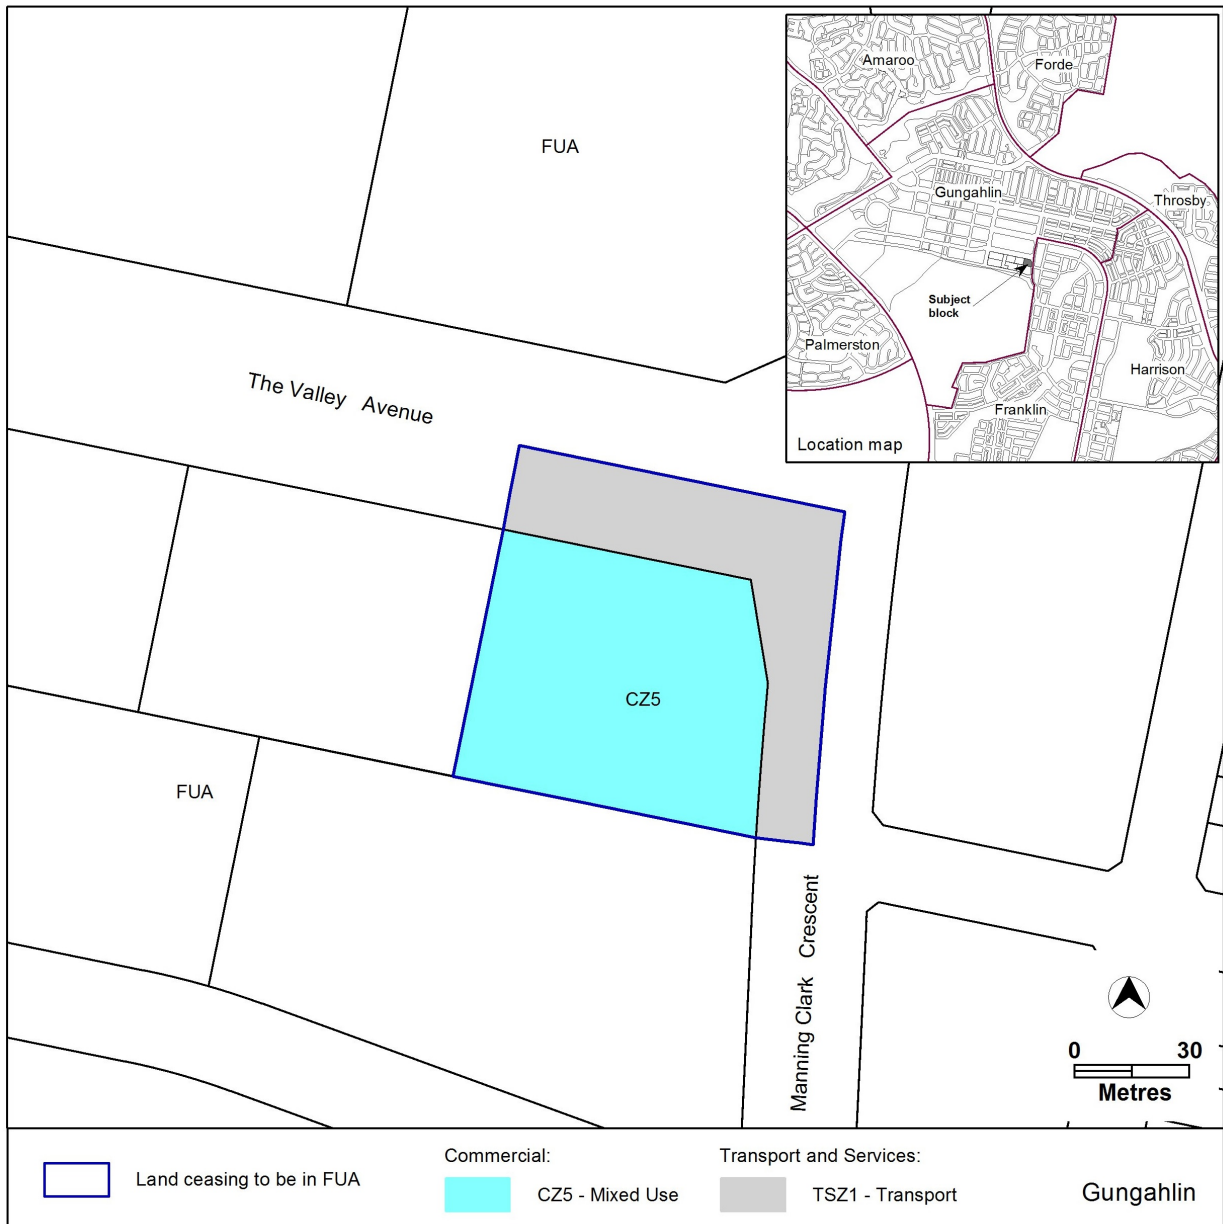 Amaroo
Forde
FUA
Gungahlin
Throsby
Subject
block
Palmerston
Harrison
The Valley Avenue
Franklin
Location map
CZ5
FUA
Manning Clark Crescent
0 30
Metres
Land ceasing to be in FUA
Commercial:
CZ5 - Mixed Use
Transport and Services:
TSZ1 - Transport
Gungahlin